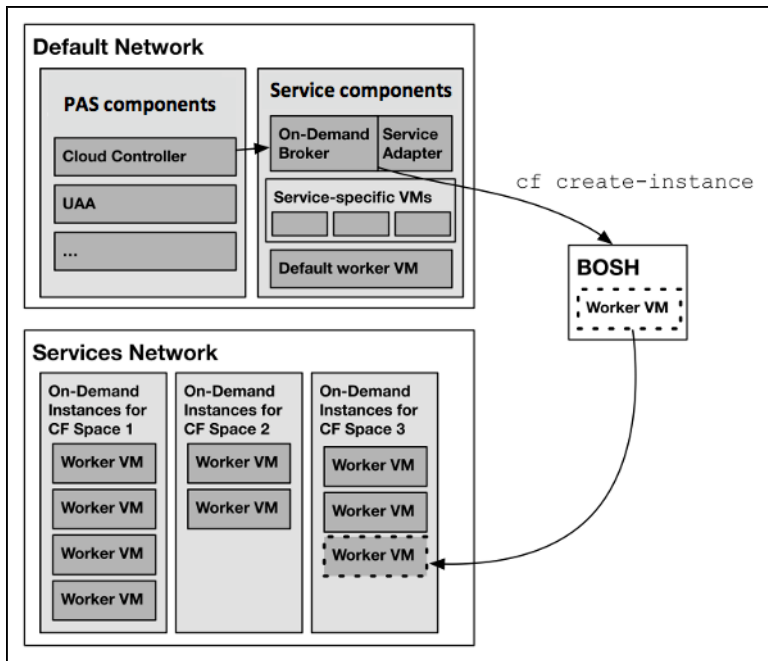 Default Network
PAS components
Cloud Controller
UAA
...
Service components
On-Demand
Broker
Service
Adapter
Service-specific VMs
Default worker VM
cf create-instance
BOSH
Worker VM
Services Network
On-Demand
Instances for
CF Space 1
Worker VM
Worker VM
Worker VM
Worker VM
On-Demand
Instances for
CF Space 2
Worker VM
Worker VM
On-Demand
Instances for
CF Space 3
Worker VM
Worker VM
Worker VM